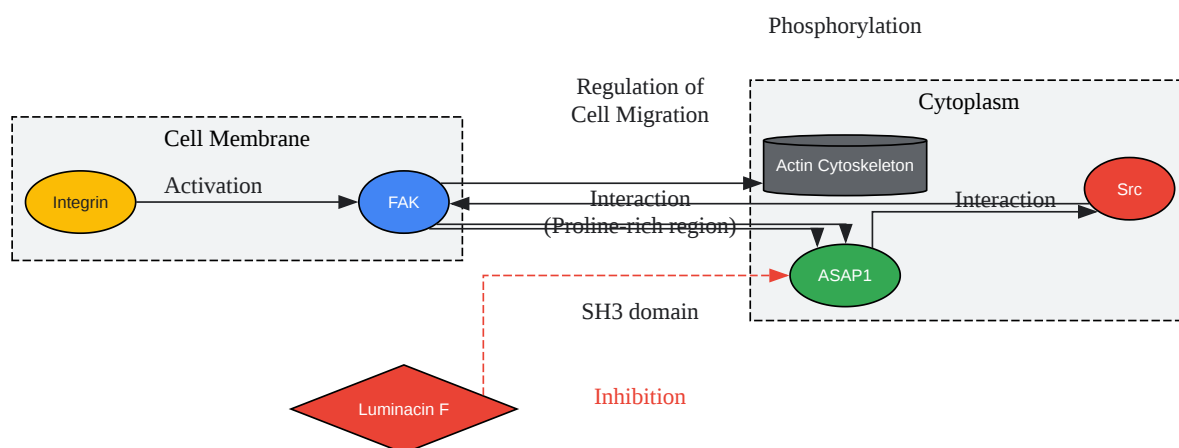 Phosphorylation
Regulation of
Cell Migration
Cytoplasm
Cell Membrane
Actin Cytoskeleton
Activation
Integrin
FAK
Interaction
(Proline-rich region)
Interaction
Src
ASAP1
SH3 domain
Inhibition
Luminacin F